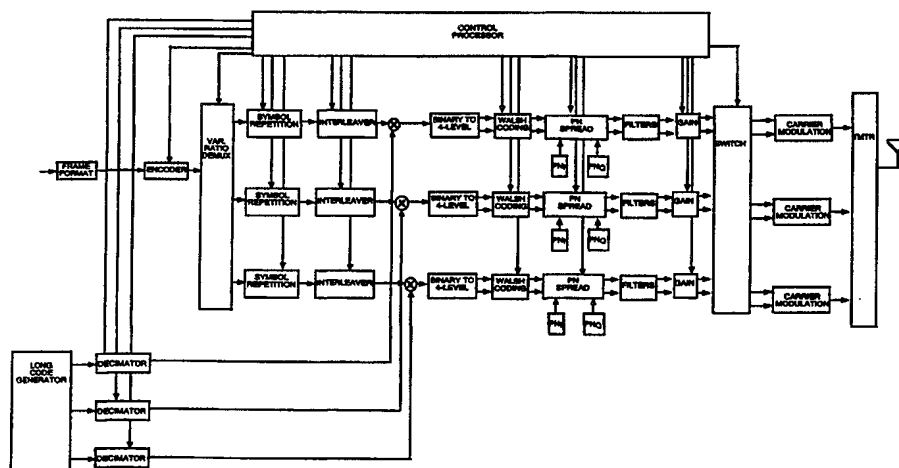 CONTROL
PROCESSOR
SYMBOL
REPETITION
INTERLEAVER
BINARY TO
4-LEVEL
WALSH
CODING
PN
SPREAD
FILTERS
GAIN
CARRIER
MODULATION
TMTR
VAR.
RATIO
DEMUX
SWITCH
FRAME
FORMAT
ENCODER
PNI
PNQ
SYMBOL
REPETITION
INTERLEAVER
BINARY TO
4-LEVEL
WALSH
CODING
PN
SPREAD
FILTERS
GAIN
CARRIER
MODULATION
PNI
PNQ
SYMBOL
REPETITION
INTERLEAVER
BINARY TO
4-LEVEL
WALSH
CODING
PN
SPREAD
FILTERS
GAIN
CARRIER
MODULATION
PNI
PNQ
LONG
CODE
GENERATOR
DECIMATOR
DECIMATOR
DECIMATOR